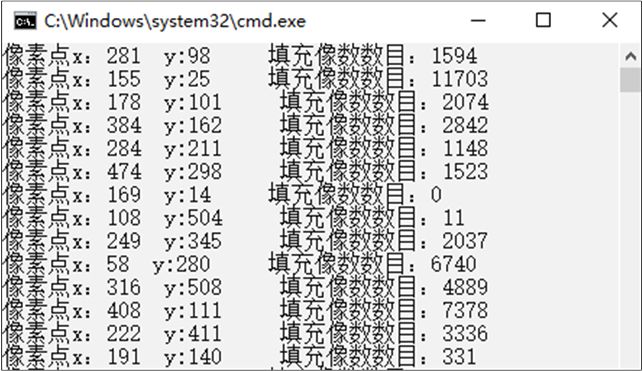 C:\Windows\system32\cmd.exe
像素点x：281  y:98     填充像数数目：1594
像素点x：155  y:25     填充像数数目：11703
像素点x：178  y:101     填充像数数目：2074
像素点x：384  y:162     填充像数数目：2842
像素点x：284  y:211     填充像数数目：1148
像素点x：474  y:298     填充像数数目：1523
像素点x：169  y:14     填充像数数目：0
像素点x：108  y:504     填充像数数目：11
像素点x：249  y:345     填充像数数目：2037
像素点x：58  y:280     填充像数数目：6740
像素点x：316  y:508     填充像数数目：4889
像素点x：408  y:111     填充像数数目：7378
像素点x：222  y:411     填充像数数目：3336
像素点x：191  y:140     填充像数数目：331